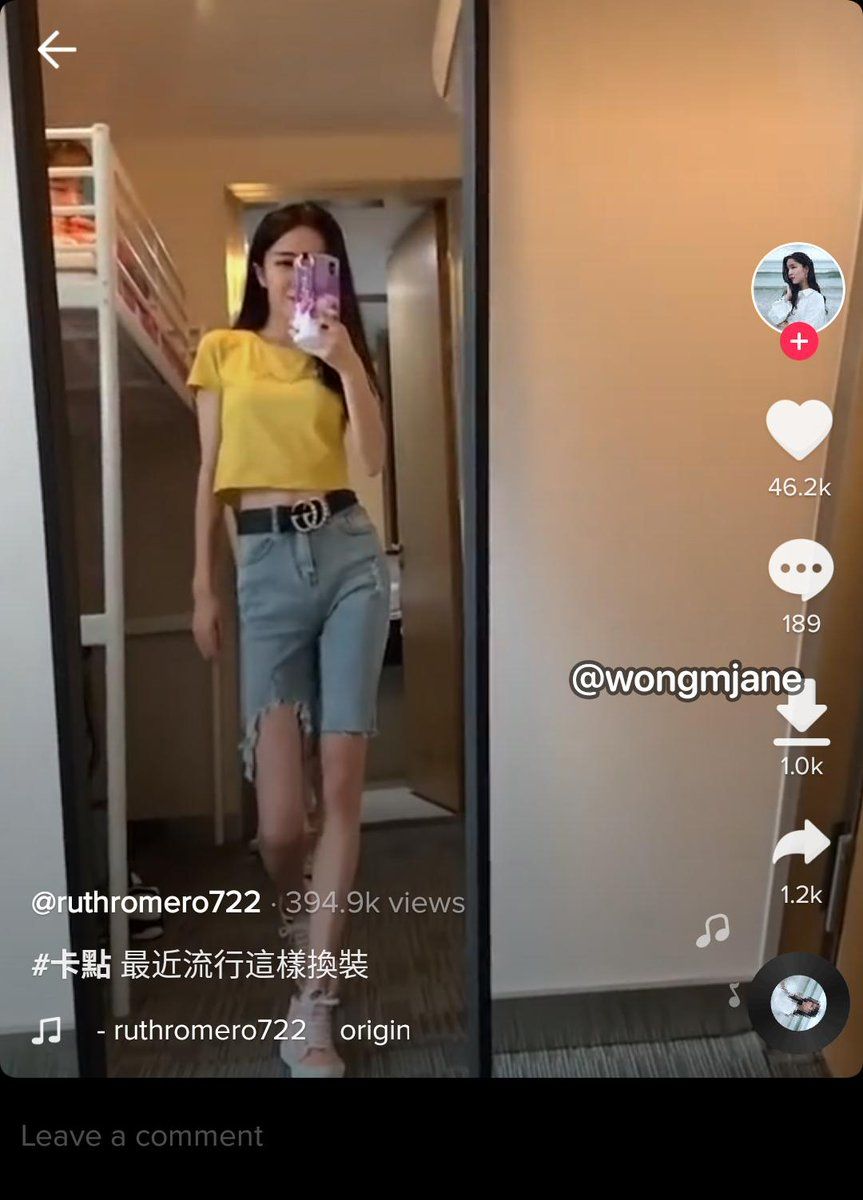 46.2k
189
@wongmjane
1.0k
1.2k
@ruthromero722 · 394.9k views
#卡點 最近流行這樣換裝
- ruthromero722 origin
Leave a comment